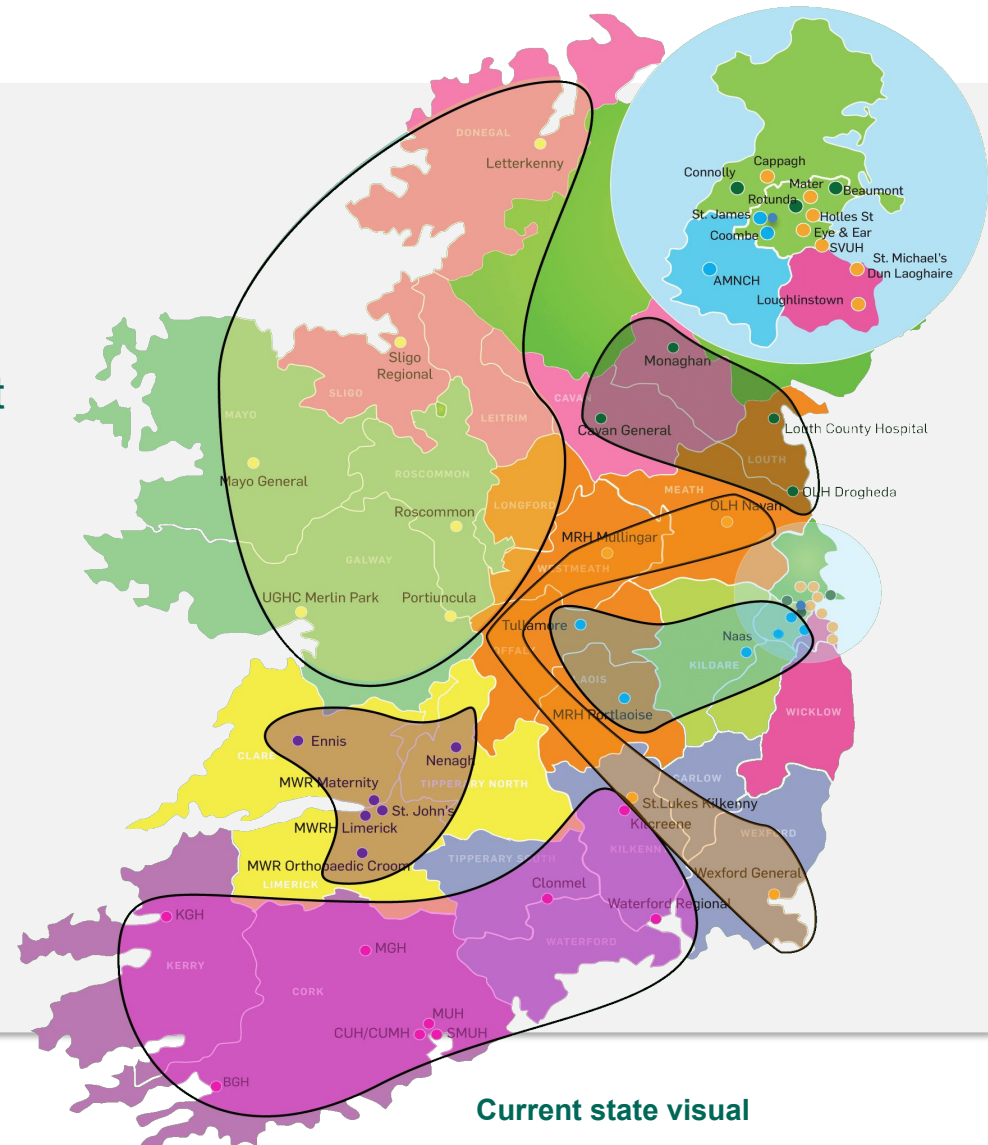 DONEGAL
Letterkenny
Cappagh
Connolly
Mater
Beaumont
Rotunda
St. James
Holles St
Coombe
Eye & Ear
SVUH
St. Michael's
Dun Laoghaire
AMNCH
Loughlinstown
Monaghan
Sligo
Regional
SLIGO
LEITRIM
CAVAN
Cavan General
Louth County Hospital
LOUTH
MAYO
Mayo General
ROSCOMMON
Roscommon
LONGFORD
MEATH
OLH Drogheda
OLH Navan
MRH Mullingar
WESTMEATH
GALWAY
UGHC Merlin Park
Portiuncula
Tullamore
OFFALY
Naas
KILDARE
LAOIS
MRH Portlaoise
WICKLOW
CLARE
Ennis
Nenagh
TIPPERARY NORTH
MWR Maternity
St. John's
MWRH Limerick
MWR Orthopaedic Croom
LIMERICK
CARLOW
St.Lukes Kilkenny
Kilcreene
KILKENN
WEXFORD
Wexford General
TIPPERARY SOUTH
Clonmel
Waterford Regional
WATERFORD
KGH
KERRY
MGH
CORK
MUH
CUH/CUMH
SMUH
BGH
t
Current state visual